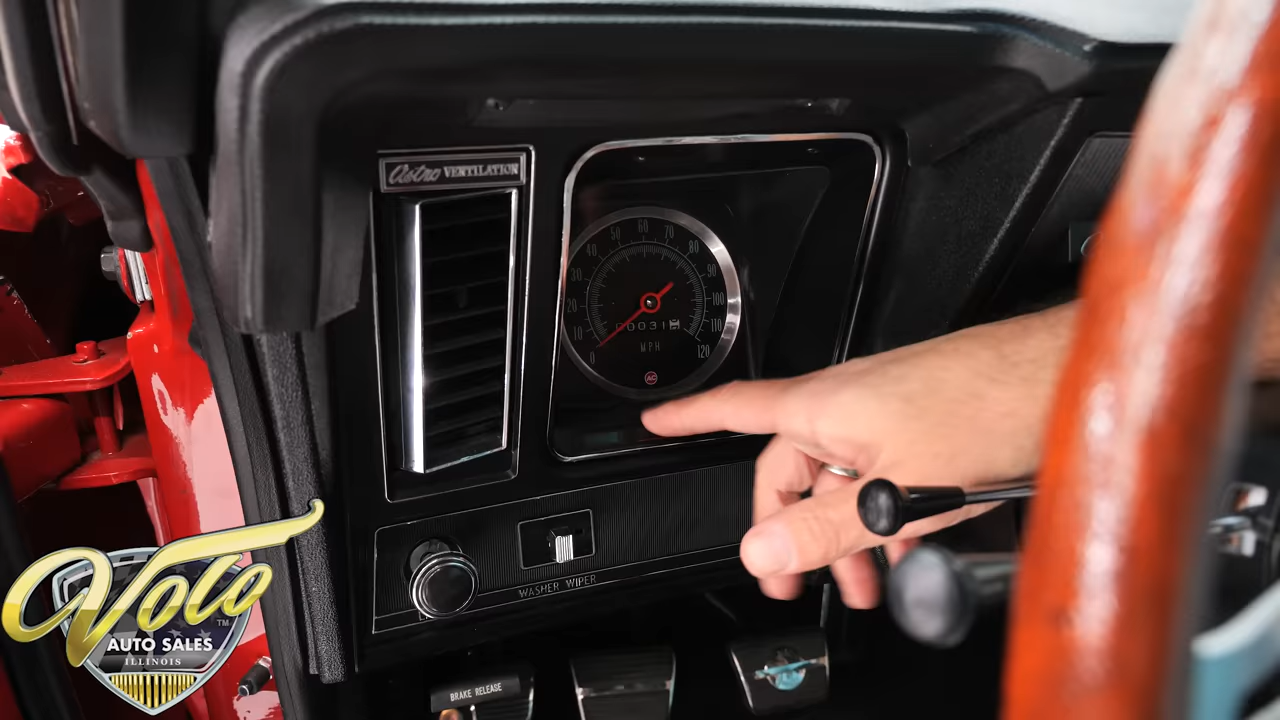 Astro VENTILATION
0 10 20 30 40 50 60 70 80 90 100 110 120
MPH
AC
WASHER WIPER
BRAKE RELEASE
Volo
TM
AUTO SALES
ILLINOIS